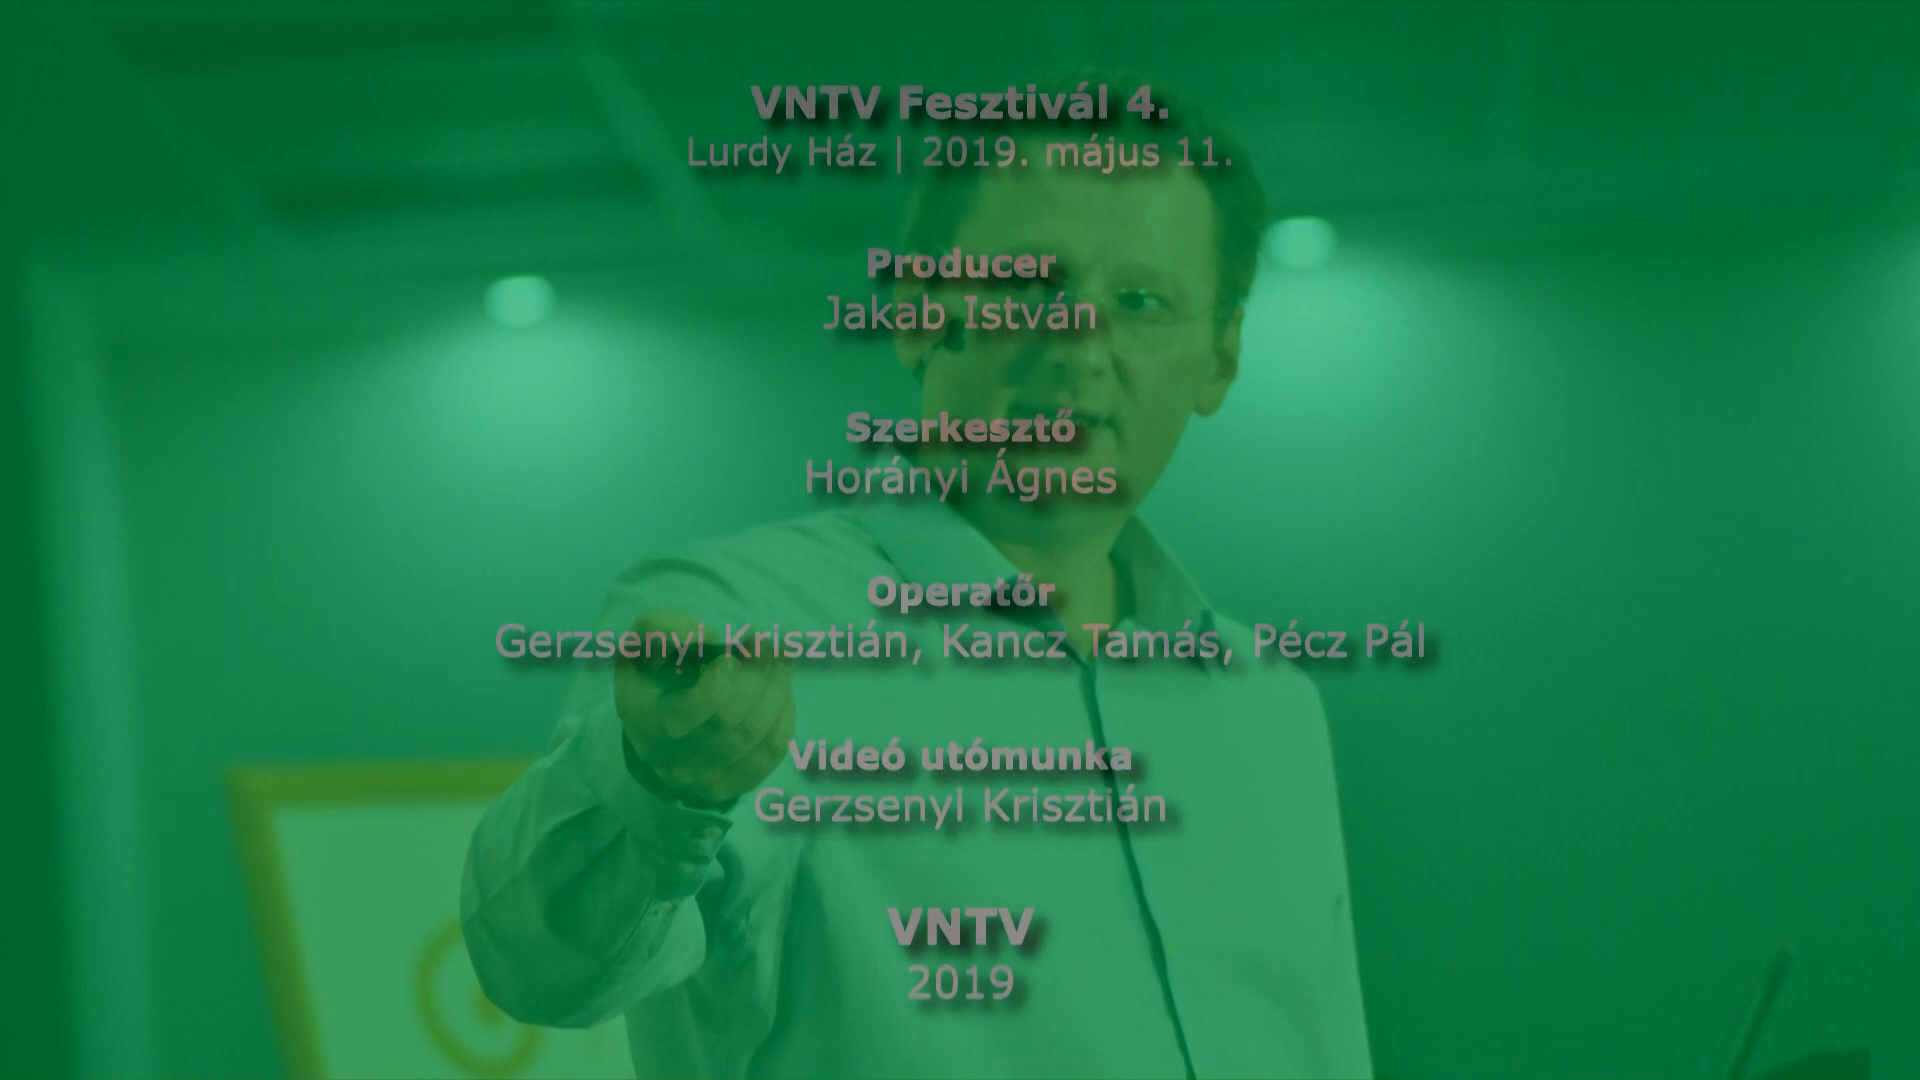 VNTV Fesztivál 4.
Lurdy Ház | 2019. május 11.
Producer
Jakab István
Szerkesztő
Horányi Ágnes
Operatőr
Gerzsenyi Krisztián, Kancz Tamás, Pécz Pál
Videó utómunka
Gerzsenyi Krisztián
VNTV
2019